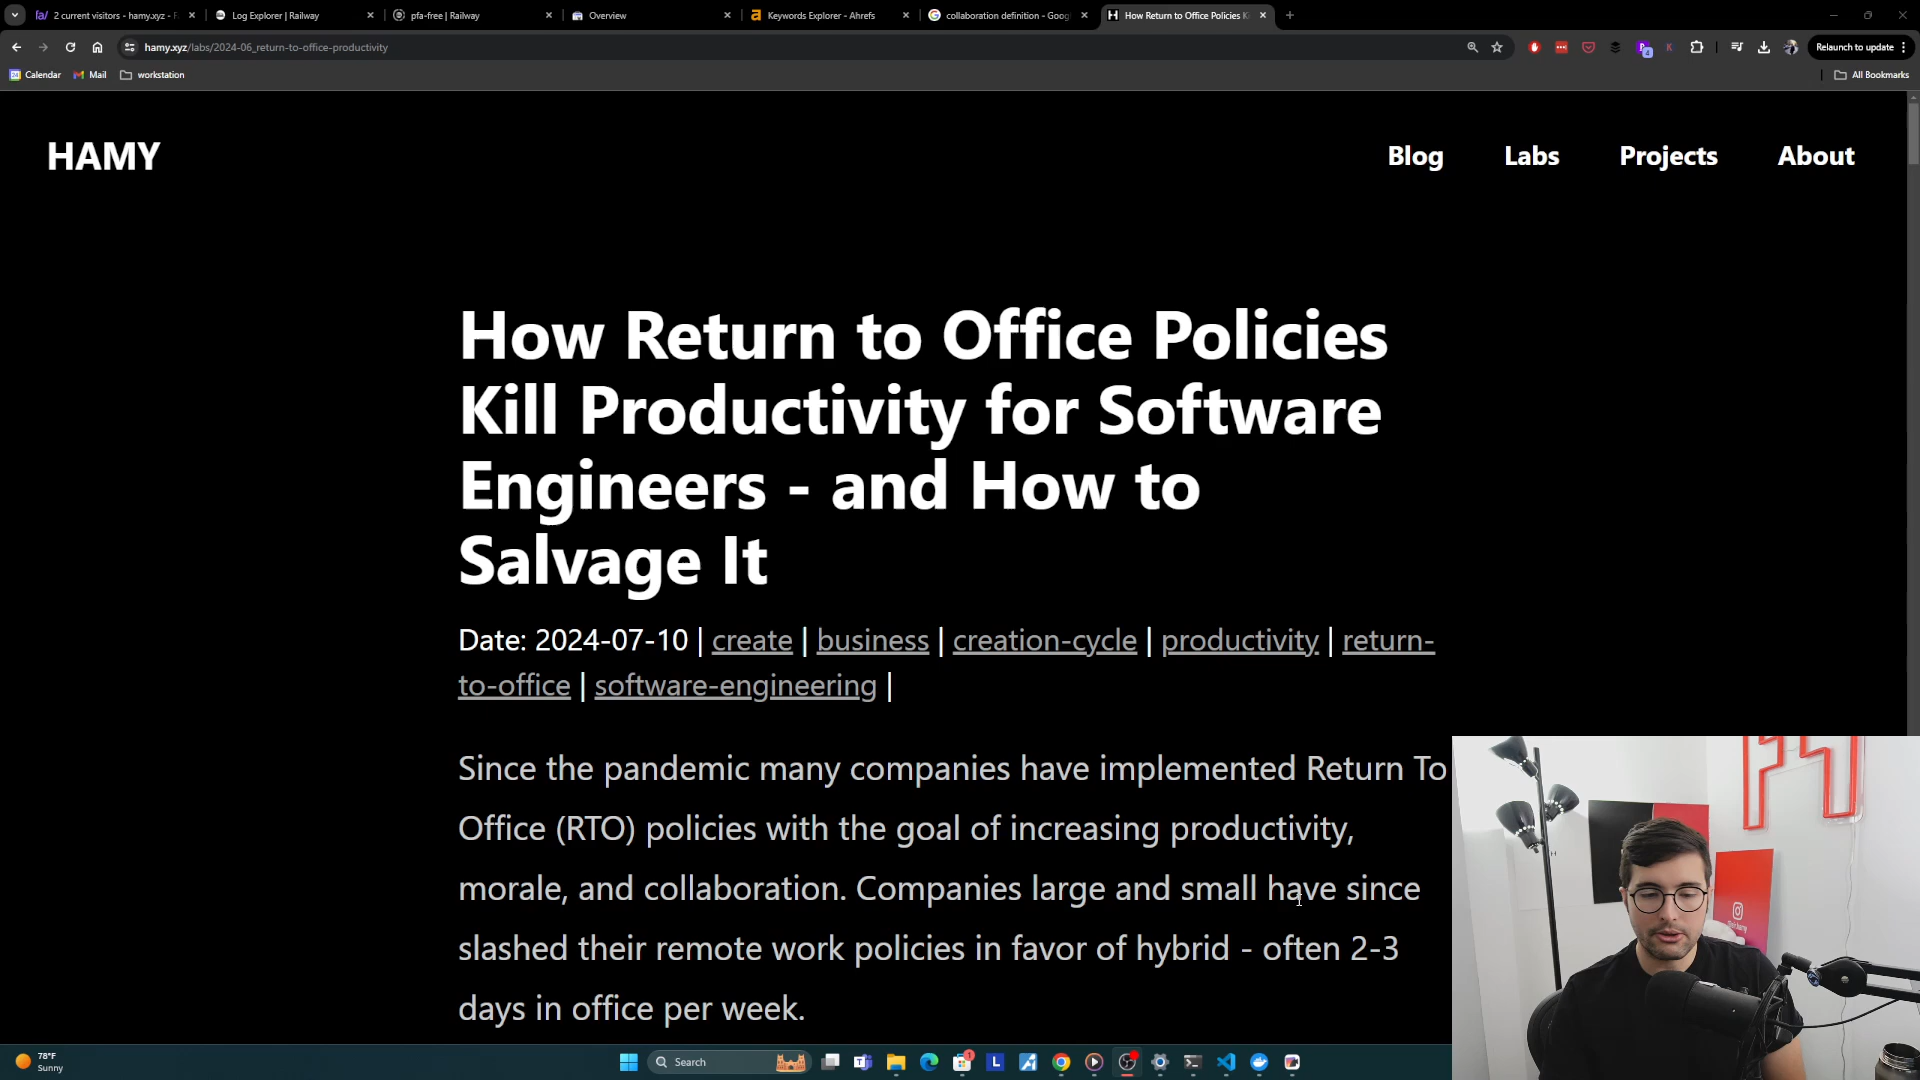 2 current visitors - hamy.xyz - F
Log Explorer | Railway
pfa-free | Railway
Overview
Keywords Explorer - Ahrefs
collaboration definition - Goog
How Return to Office Policies K
hamy.xyz/labs/2024-06_return-to-office-productivity
Relaunch to update
Calendar
Mail
workstation
All Bookmarks
HAMY
Blog
Labs
Projects
About
How Return to Office Policies
Kill Productivity for Software
Engineers - and How to
Salvage It
Date: 2024-07-10 | create | business | creation-cycle | productivity | return-
to-office | software-engineering |
Since the pandemic many companies have implemented Return To
Office (RTO) policies with the goal of increasing productivity,
morale, and collaboration. Companies large and small have since
slashed their remote work policies in favor of hybrid - often 2-3
days in office per week.
78°F
Sunny
Search